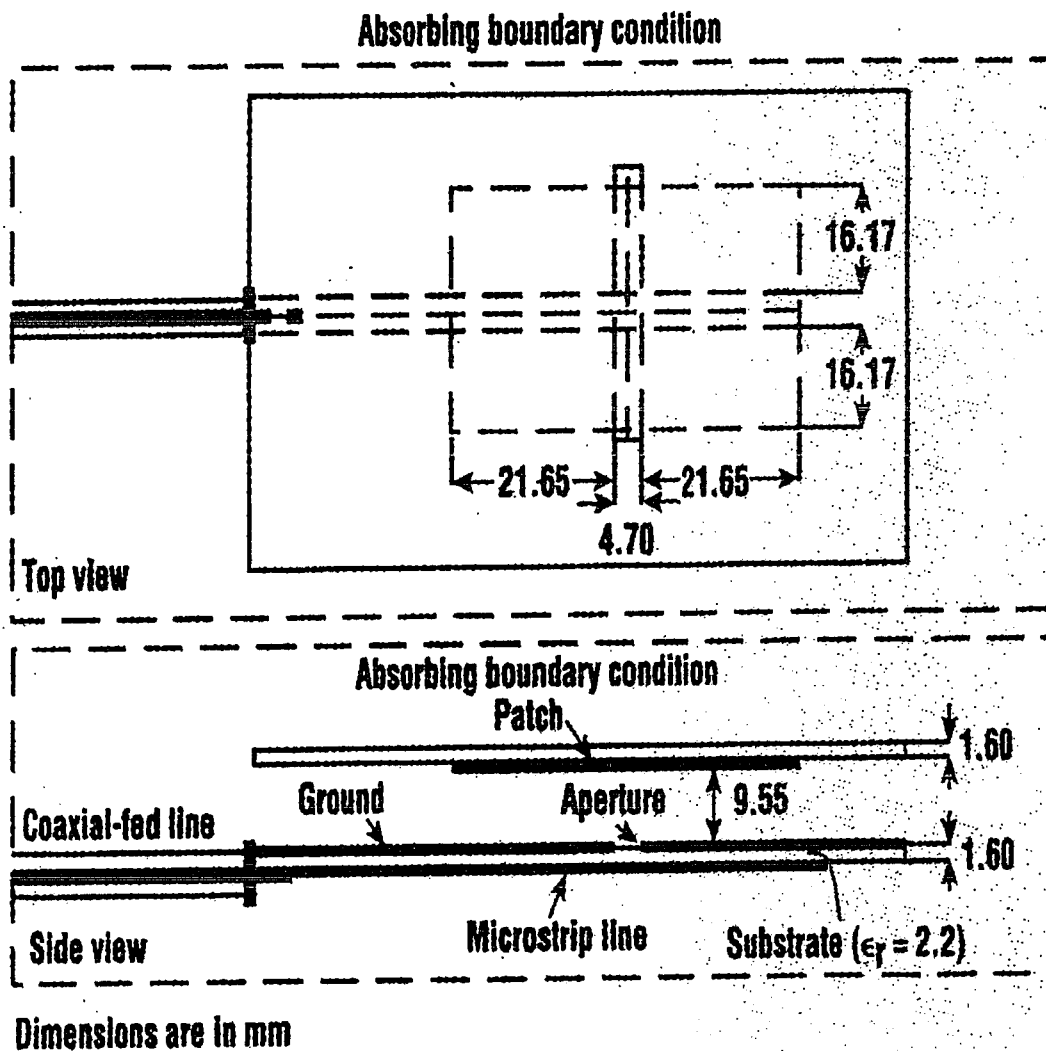 Absorbing boundary condition
16.17
16.17
21.65
21.65
4.70
Top view
Absorbing boundary condition
Patch
1.60
Ground
Aperture
9.55
Coaxial-fed line
1.60
Side view
Microstrip line
Substrate (ϵr = 2.2)
Dimensions are in mm